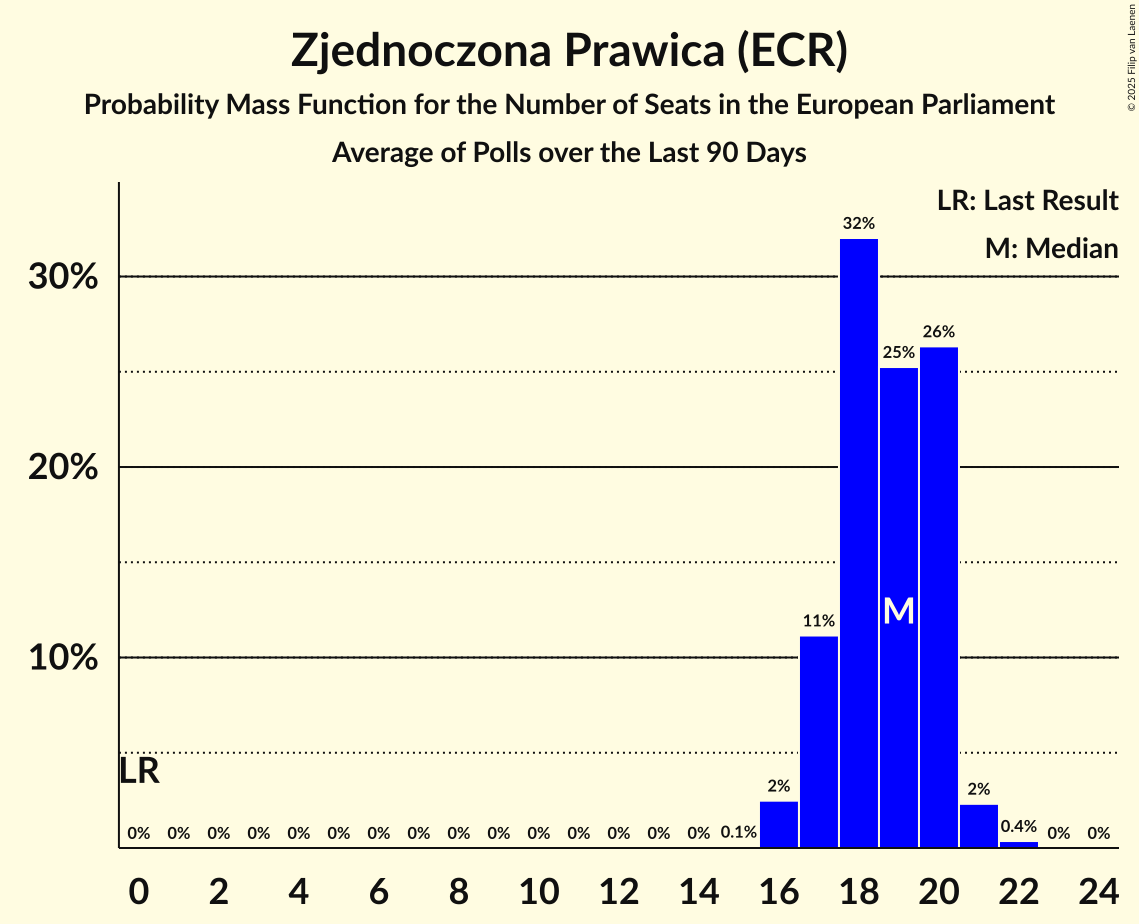 Zjednoczona Prawica (ECR)
Probability Mass Function for the Number of Seats in the European Parliament
Average of Polls over the Last 90 Days
© 2025 Filip van Laenen
LR: Last Result
M: Median
30%
20%
10%
32%
25%
26%
11%
M
LR
0% 0% 0% 0% 0% 0% 0% 0% 0% 0% 0% 0% 0% 0% 0% 0.1% 2% 2% 0.4% 0% 0%
0 2 4 6 8 10 12 14 16 18 20 22 24